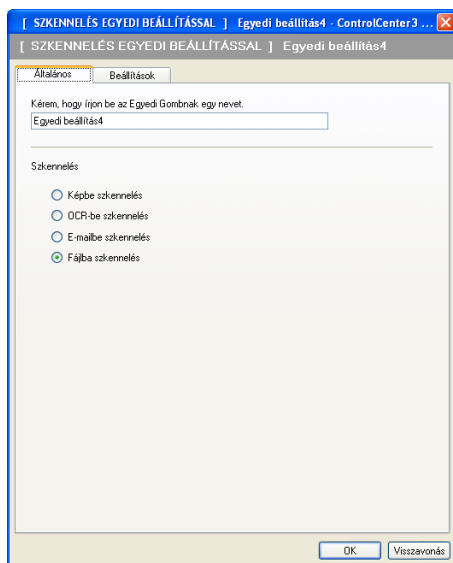 [ SZKENNELÉS EGYEDI BEÁLLÍTÁSSAL ] Egyedi beállítás4 - ControlCenter3 ...
[ SZKENNELÉS EGYEDI BEÁLLÍTÁSSAL ] Egyedi beállítás4
Általános Beállítások
Kérem, hogy írjon be az Egyedi Gombnak egy nevet.
Egyedi beállítás4
Szkennelés
Képbe szkennelés
OCR-be szkennelés
E-mailbe szkennelés
Fájlba szkennelés
OK Visszavonás